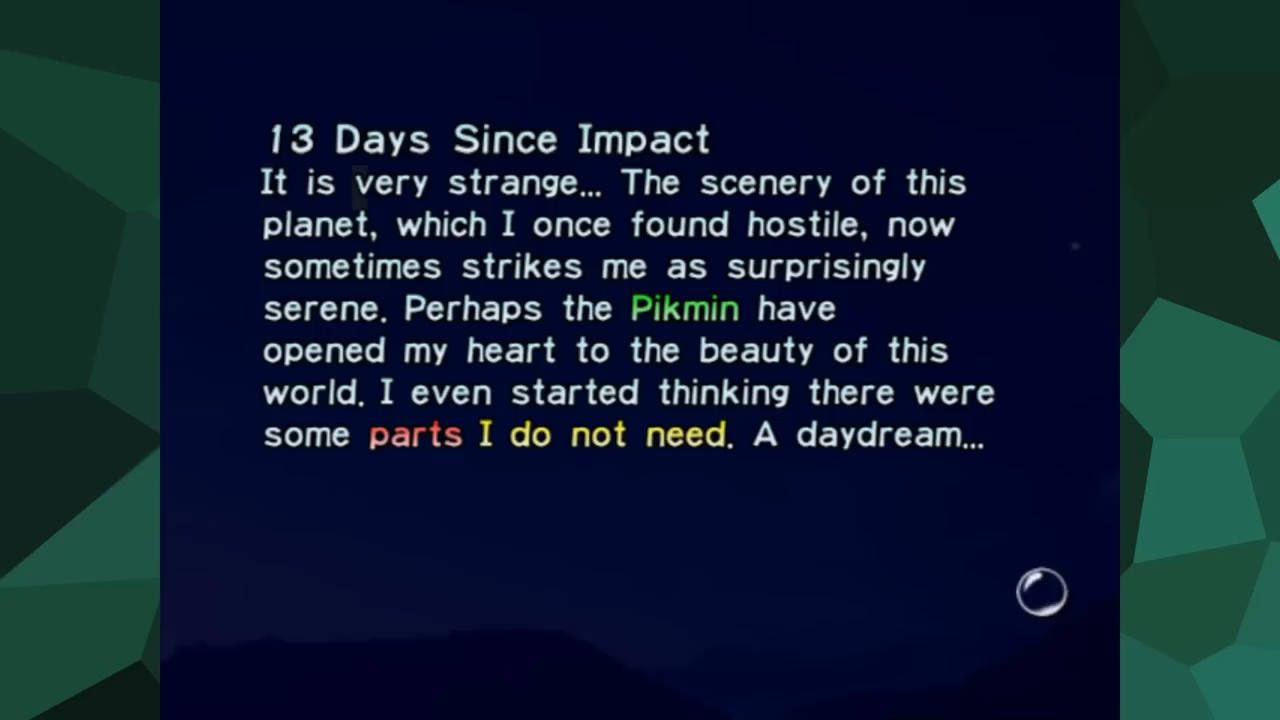 13 Days Since Impact
It is very strange... The scenery of this
planet, which I once found hostile, now
sometimes strikes me as surprisingly
serene. Perhaps the Pikmin have
opened my heart to the beauty of this
world. I even started thinking there were
some parts I do not need. A daydream...